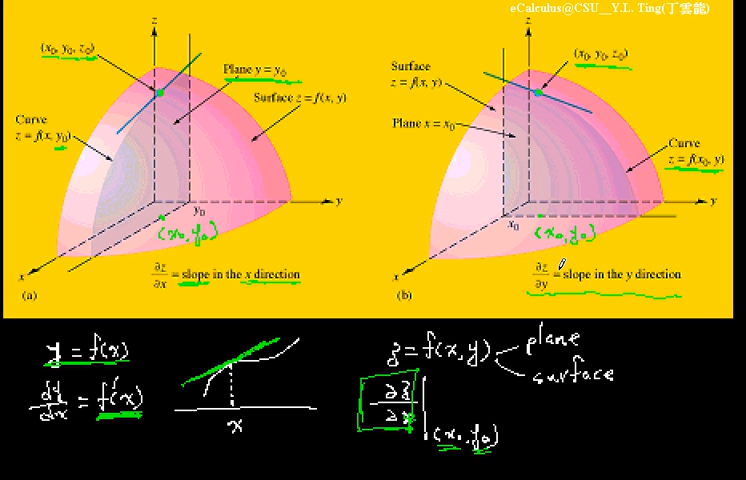 eCalculus@CSU__Y.L. Ting(丁雲龍)
z
(x₀, y₀, z₀)
Plane y = y₀
Surface z = f(x, y)
Curve
z = f(x, y₀)
y
y₀
(x₀, y₀)
x
∂z/∂x = slope in the x direction
(a)
z
(x₀, y₀, z₀)
Surface
z = f(x, y)
Plane x = x₀
Curve
z = f(x₀, y)
y
x₀
(x₀, y₀)
x
∂z/∂y = slope in the y direction
(b)
y = f(x)
dy/dx = f'(x)
x
z = f(x, y)
plane
surface
∂z/∂x |(x₀, y₀)